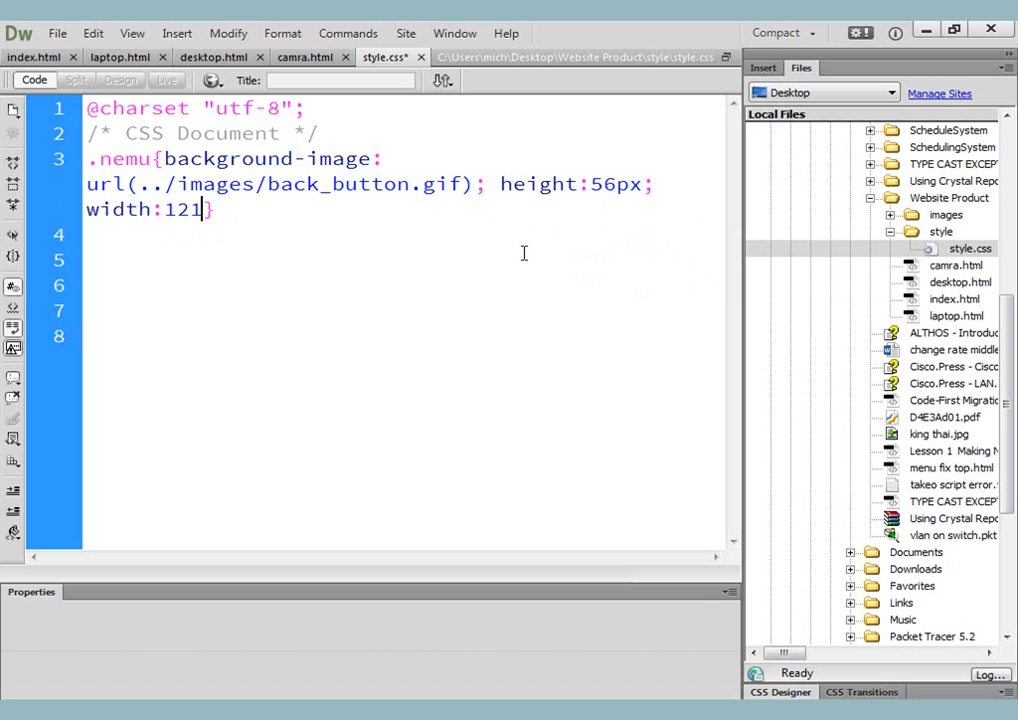 Dw File Edit View Insert Modify Format Commands Site Window Help Compact
index.html laptop.html desktop.html camra.html style.css* C:\Users\mich\Desktop\Website Product\style\style.css
Code Split Design Live Title:
1 @charset "utf-8";
2 /* CSS Document */
3 .nemu{background-image:
url(../images/back_button.gif); height:56px;
width:121}
4
5
6
7
8
Properties
Insert Files
Desktop Manage Sites
Local Files
ScheduleSystem
SchedulingSystem
TYPE CAST EXCEP
Using Crystal Repo
Website Product
images
style
style.css
camra.html
desktop.html
index.html
laptop.html
ALTHOS - Introduc
change rate middle
Cisco.Press - Cisco
Cisco.Press - LAN.
Code-First Migratio
D4E3Ad01.pdf
king thai.jpg
Lesson 1 Making N
menu fix top.html
takeo script error.
TYPE CAST EXCEP
Using Crystal Repo
vlan on switch.pkt
Documents
Downloads
Favorites
Links
Music
Packet Tracer 5.2
Ready Log...
CSS Designer CSS Transitions